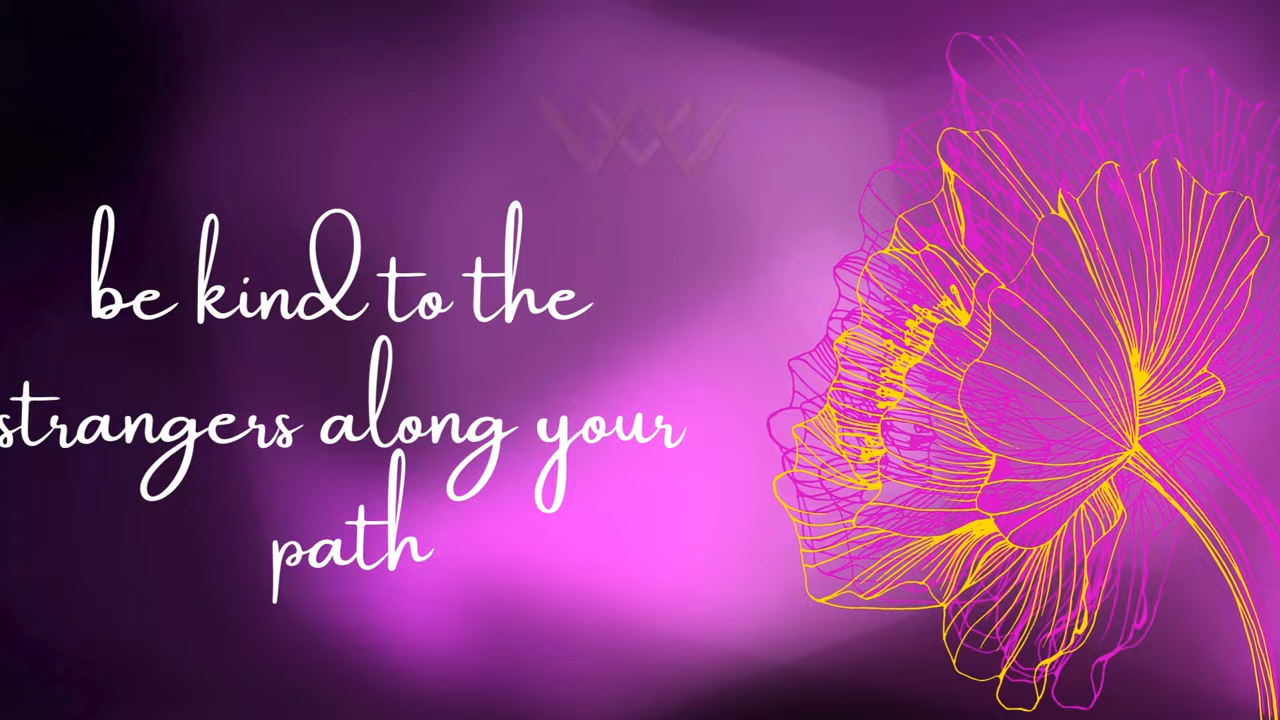 be kind to the
strangers along your
path